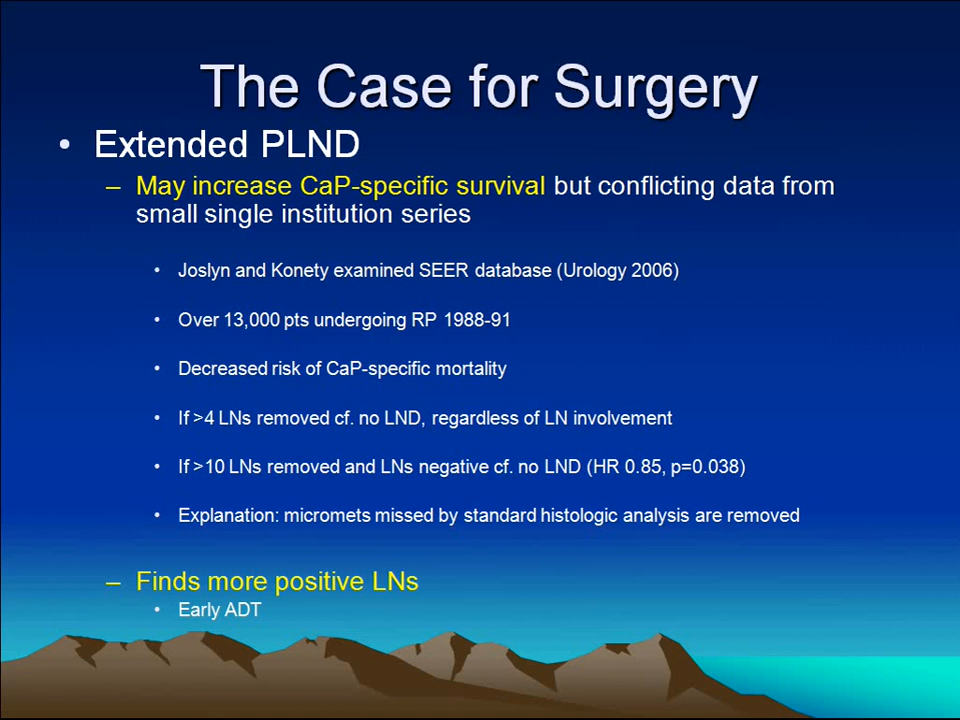 The Case for Surgery
• Extended PLND
– May increase CaP-specific survival but conflicting data from
small single institution series
• Joslyn and Konety examined SEER database (Urology 2006)
• Over 13,000 pts undergoing RP 1988-91
• Decreased risk of CaP-specific mortality
• If >4 LNs removed cf. no LND, regardless of LN involvement
• If >10 LNs removed and LNs negative cf. no LND (HR 0.85, p=0.038)
• Explanation: micromets missed by standard histologic analysis are removed
– Finds more positive LNs
• Early ADT